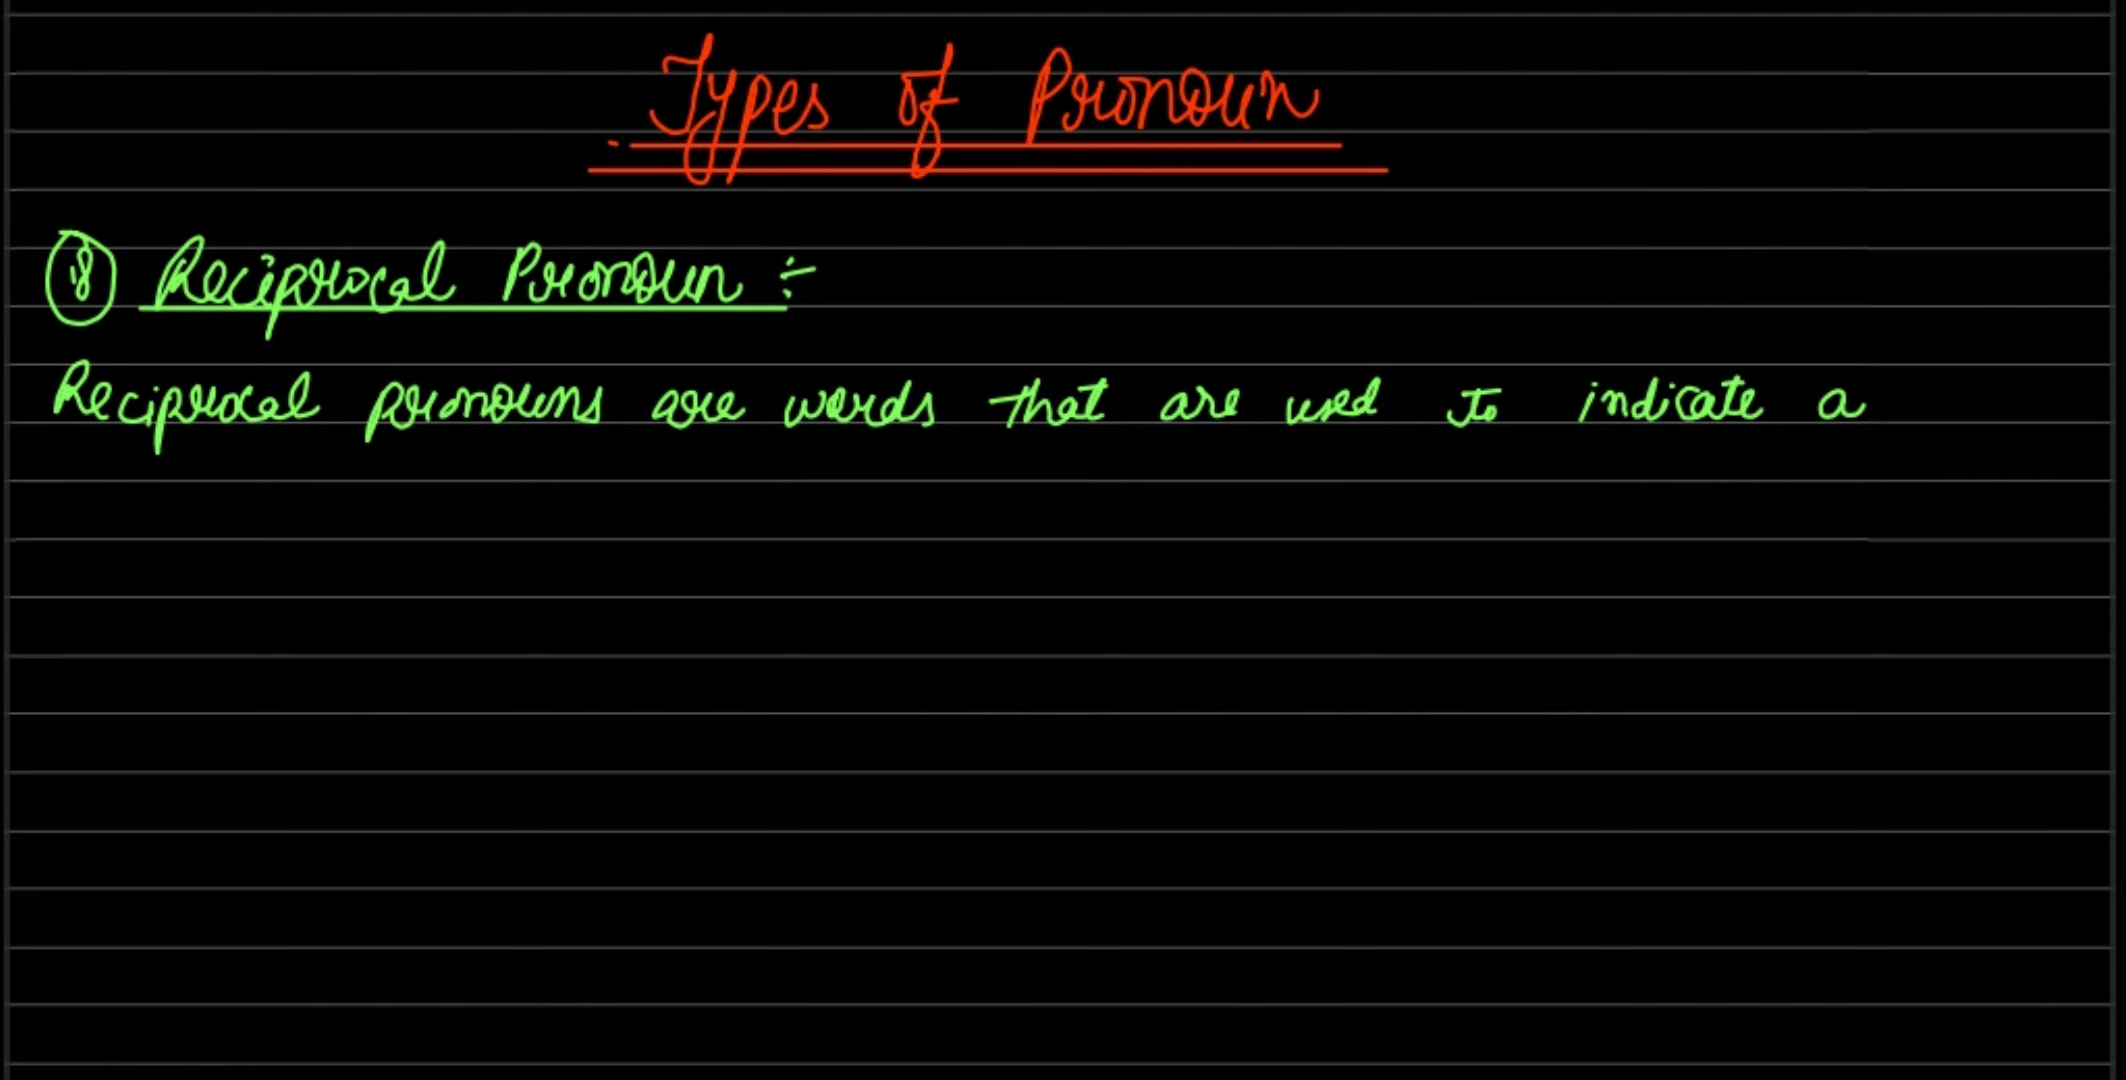 Types of Pronoun
⑧ Reciprocal Pronoun :-
Reciprocal pronouns are words that are used to indicate a